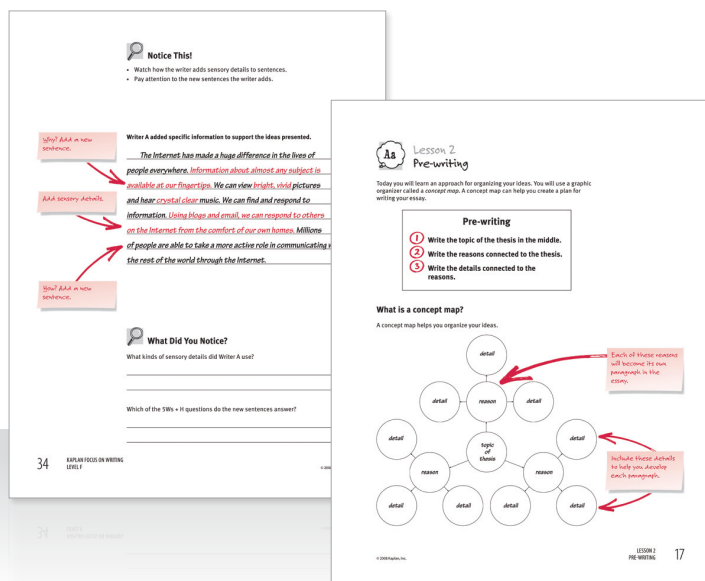 Notice This!
• Watch how the writer adds sensory details to sentences.
• Pay attention to the new sentences the writer adds.
Why? Add a new
sentence.
Add sensory details.
How? Add a new
sentence.
Writer A added specific information to support the ideas presented.
The Internet has made a huge difference in the lives of
people everywhere. Information about almost any subject is
available at our fingertips. We can view bright, vivid pictures
and hear crystal clear music. We can find and respond to
information. Using blogs and email, we can respond to others
on the Internet from the comfort of our own homes. Millions
of people are able to take a more active role in communicating
the rest of the world through the Internet.
What Did You Notice?
What kinds of sensory details did Writer A use?
Which of the 5Ws + H questions do the new sentences answer?
34
KAPLAN FOCUS ON WRITING
LEVEL F
© 2008
Aa
Lesson 2
Pre-writing
Today you will learn an approach for organizing your ideas. You will use a graphic
organizer called a concept map. A concept map can help you create a plan for
writing your essay.
Pre-writing
1 Write the topic of the thesis in the middle.
2 Write the reasons connected to the thesis.
3 Write the details connected to the
reasons.
What is a concept map?
A concept map helps you organize your ideas.
detail
detail
reason
detail
detail
topic
of
thesis
detail
reason
reason
detail
detail
detail
detail
Each of these reasons
will become its own
paragraph in the
essay.
Include these details
to help you develop
each paragraph.
© 2008 Kaplan, Inc.
LESSON 2
PRE-WRITING
17